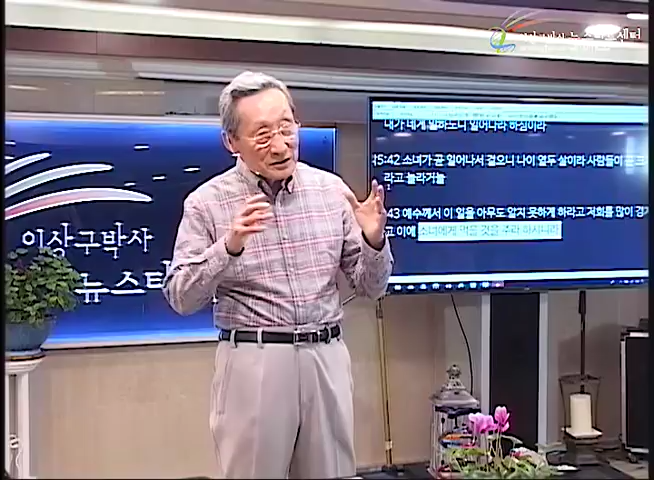 내가 네게 말하노니 일어나라 하심이라
5:42 소녀가 곧 일어나서 걸으니 나이 열두 살이라 사람들이 곧
라고 놀라거늘
43 예수께서 이 일을 아무도 알지 못하게 하라고 저희를 많이 경
고 이에 소녀에게 먹을 것을 주라 하시니라
이상구박사
뉴스타